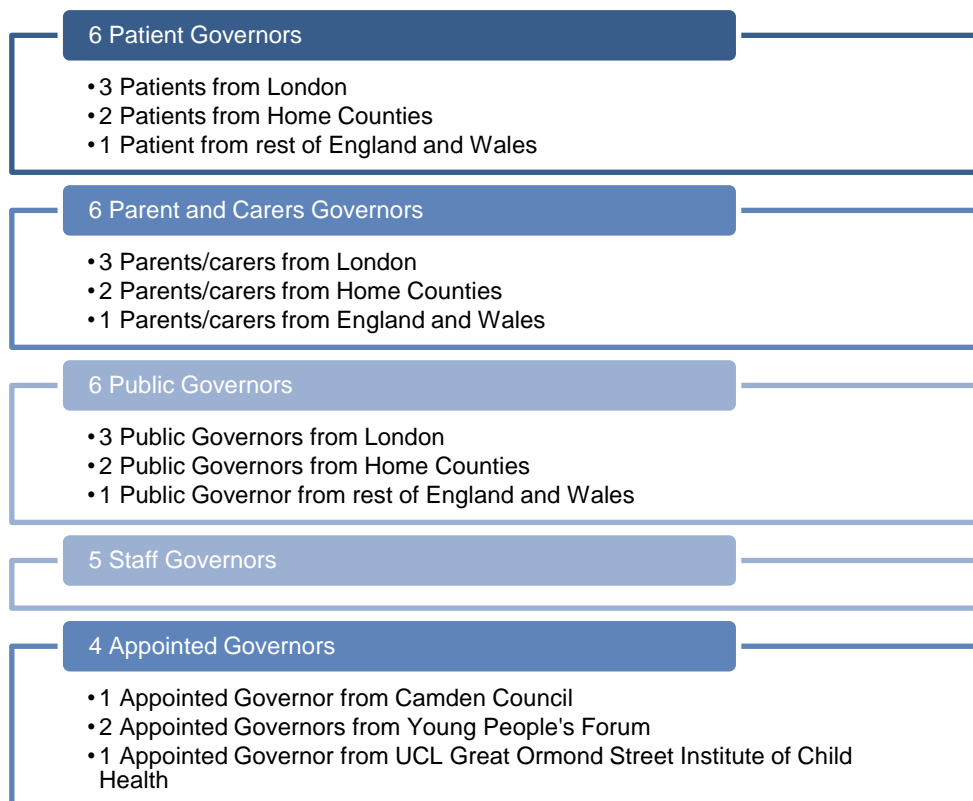 6 Patient Governors
•3 Patients from London
•2 Patients from Home Counties
•1 Patient from rest of England and Wales
6 Parent and Carers Governors
•3 Parents/carers from London
•2 Parents/carers from Home Counties
•1 Parents/carers from England and Wales
6 Public Governors
•3 Public Governors from London
•2 Public Governors from Home Counties
•1 Public Governor from rest of England and Wales
5 Staff Governors
4 Appointed Governors
•1 Appointed Governor from Camden Council
•2 Appointed Governors from Young People's Forum
•1 Appointed Governor from UCL Great Ormond Street Institute of Child
Health